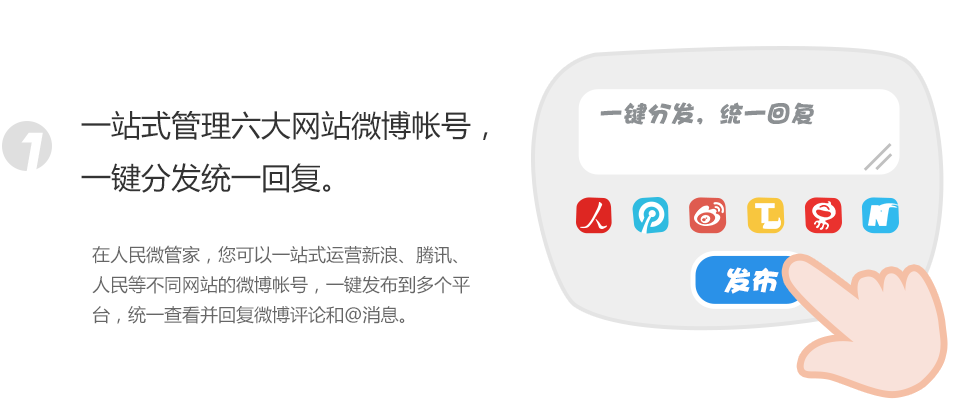 1
一站式管理六大网站微博帐号，
一键分发统一回复。
在人民微管家，您可以一站式运营新浪、腾讯、
人民等不同网站的微博帐号，一键发布到多个平
台，统一查看并回复微博评论和@消息。
一键分发，统一回复
人
发布